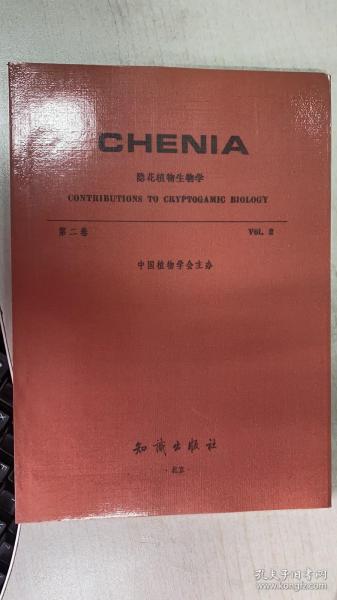 CHENIA
隐花植物生物学
CONTRIBUTIONS TO CRYPTOGAMIC BIOLOGY
第二卷 Vol. 2
中国植物学会主办
知识出版社
·北京·
孔夫子旧书网